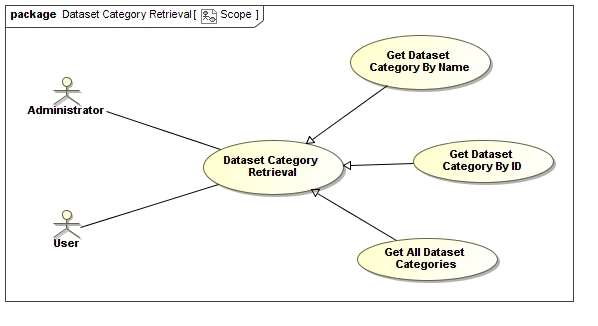 package Dataset Category Retrieval [ Scope ]
Get Dataset
Category By Name
Administrator
Dataset Category
Retrieval
Get Dataset
Category By ID
User
Get All Dataset
Categories